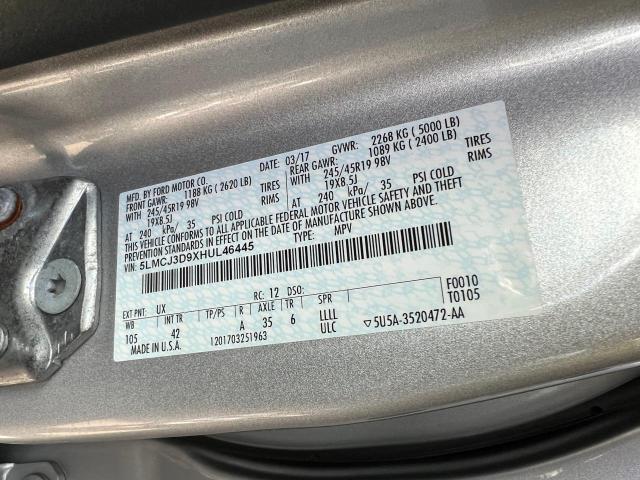 MFD. BY FORD MOTOR CO.
DATE: 03/17 GVWR: 2268 KG ( 5000 LB)
FRONT GAWR: 1188 KG ( 2620 LB) REAR GAWR: 1089 KG ( 2400 LB)
WITH 245/45R19 98V TIRES WITH 245/45R19 98V TIRES
19X8.5J RIMS 19X8.5J RIMS
AT 240 kPa/ 35 PSI COLD AT 240 kPa/ 35 PSI COLD
THIS VEHICLE CONFORMS TO ALL APPLICABLE FEDERAL MOTOR VEHICLE SAFETY AND THEFT
PREVENTION STANDARDS IN EFFECT ON THE DATE OF MANUFACTURE SHOWN ABOVE.
VIN: 5LMCJ3D9XHUL46445 TYPE: MPV
EXT PNT: UX RC: 12 DSO: F0010
WB INT TR TP/PS R AXLE TR SPR T0105
105 42 A 35 6 LLLL
MADE IN U.S.A. 1201703251963 ULC ▽5U5A-3520472-AA